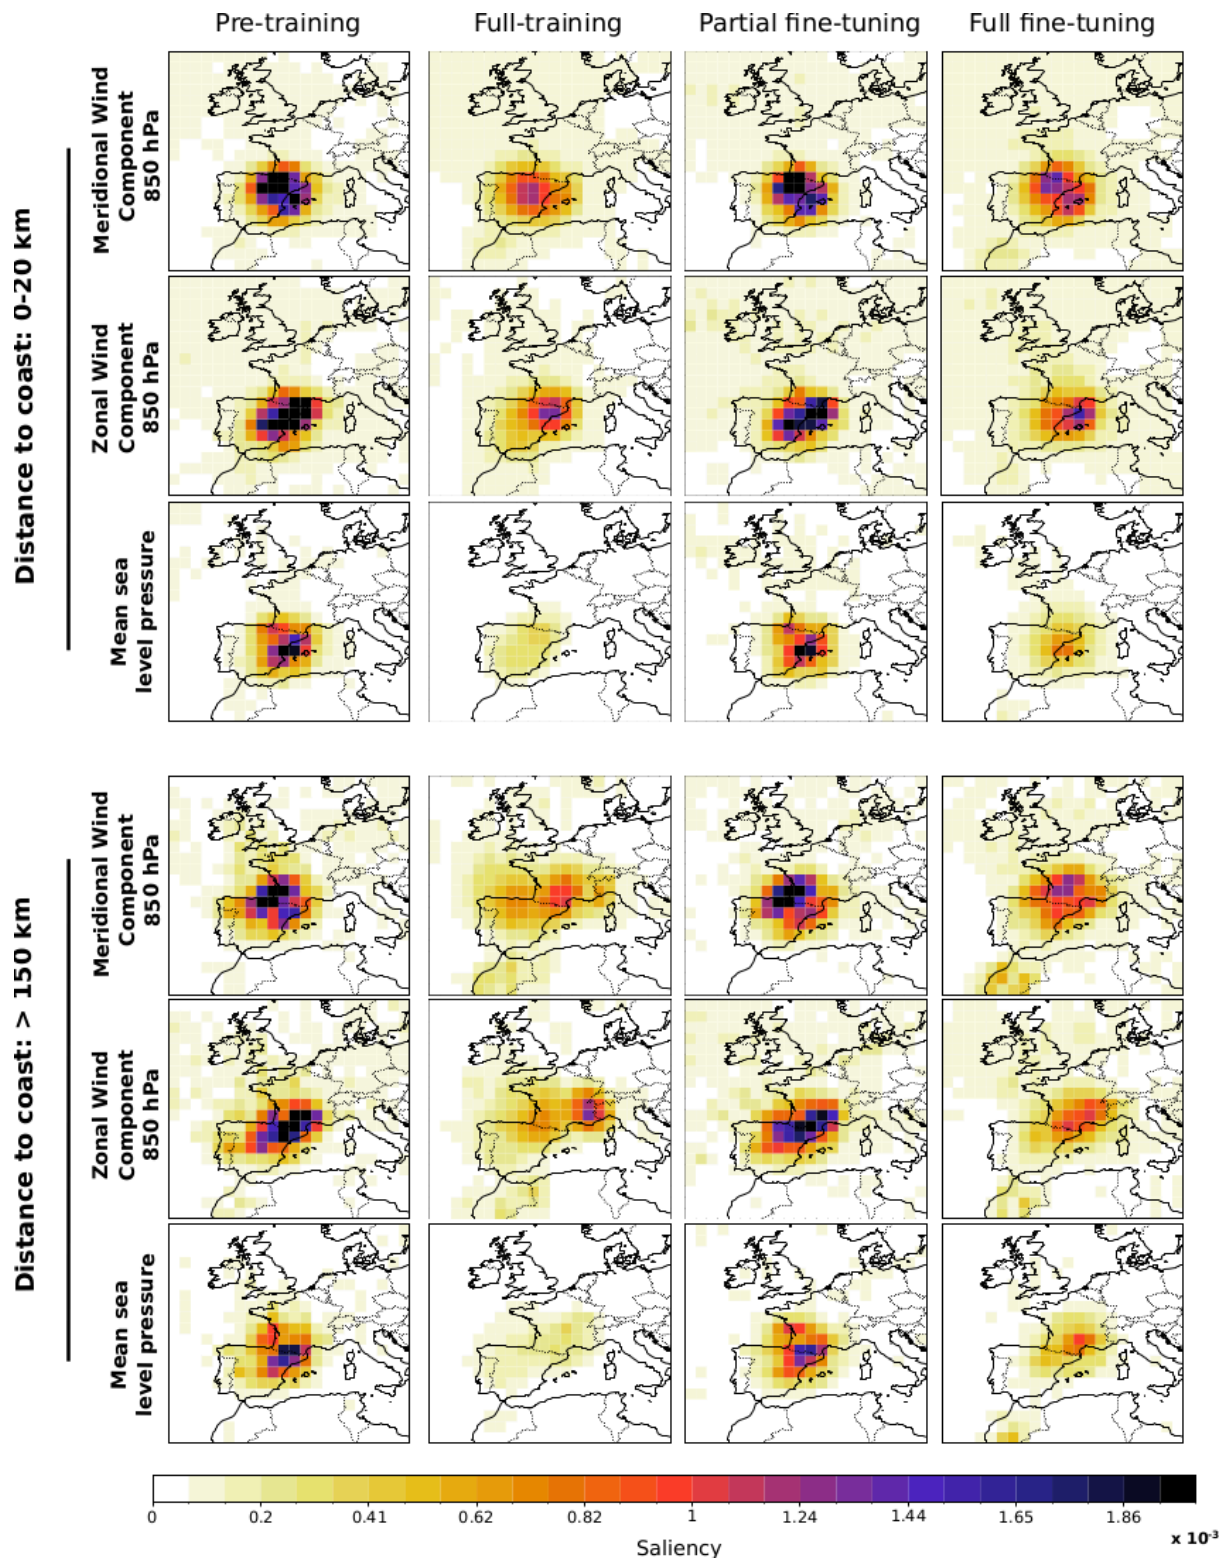 Pre-training
Full-training
Partial fine-tuning
Full fine-tuning
Distance to coast: 0-20 km
Meridional Wind
Component
850 hPa
Zonal Wind
Component
850 hPa
Mean sea
level pressure
Distance to coast: > 150 km
Meridional Wind
Component
850 hPa
Zonal Wind
Component
850 hPa
Mean sea
level pressure
0 0.2 0.41 0.62 0.82 1 1.24 1.44 1.65 1.86
x 10⁻³
Saliency